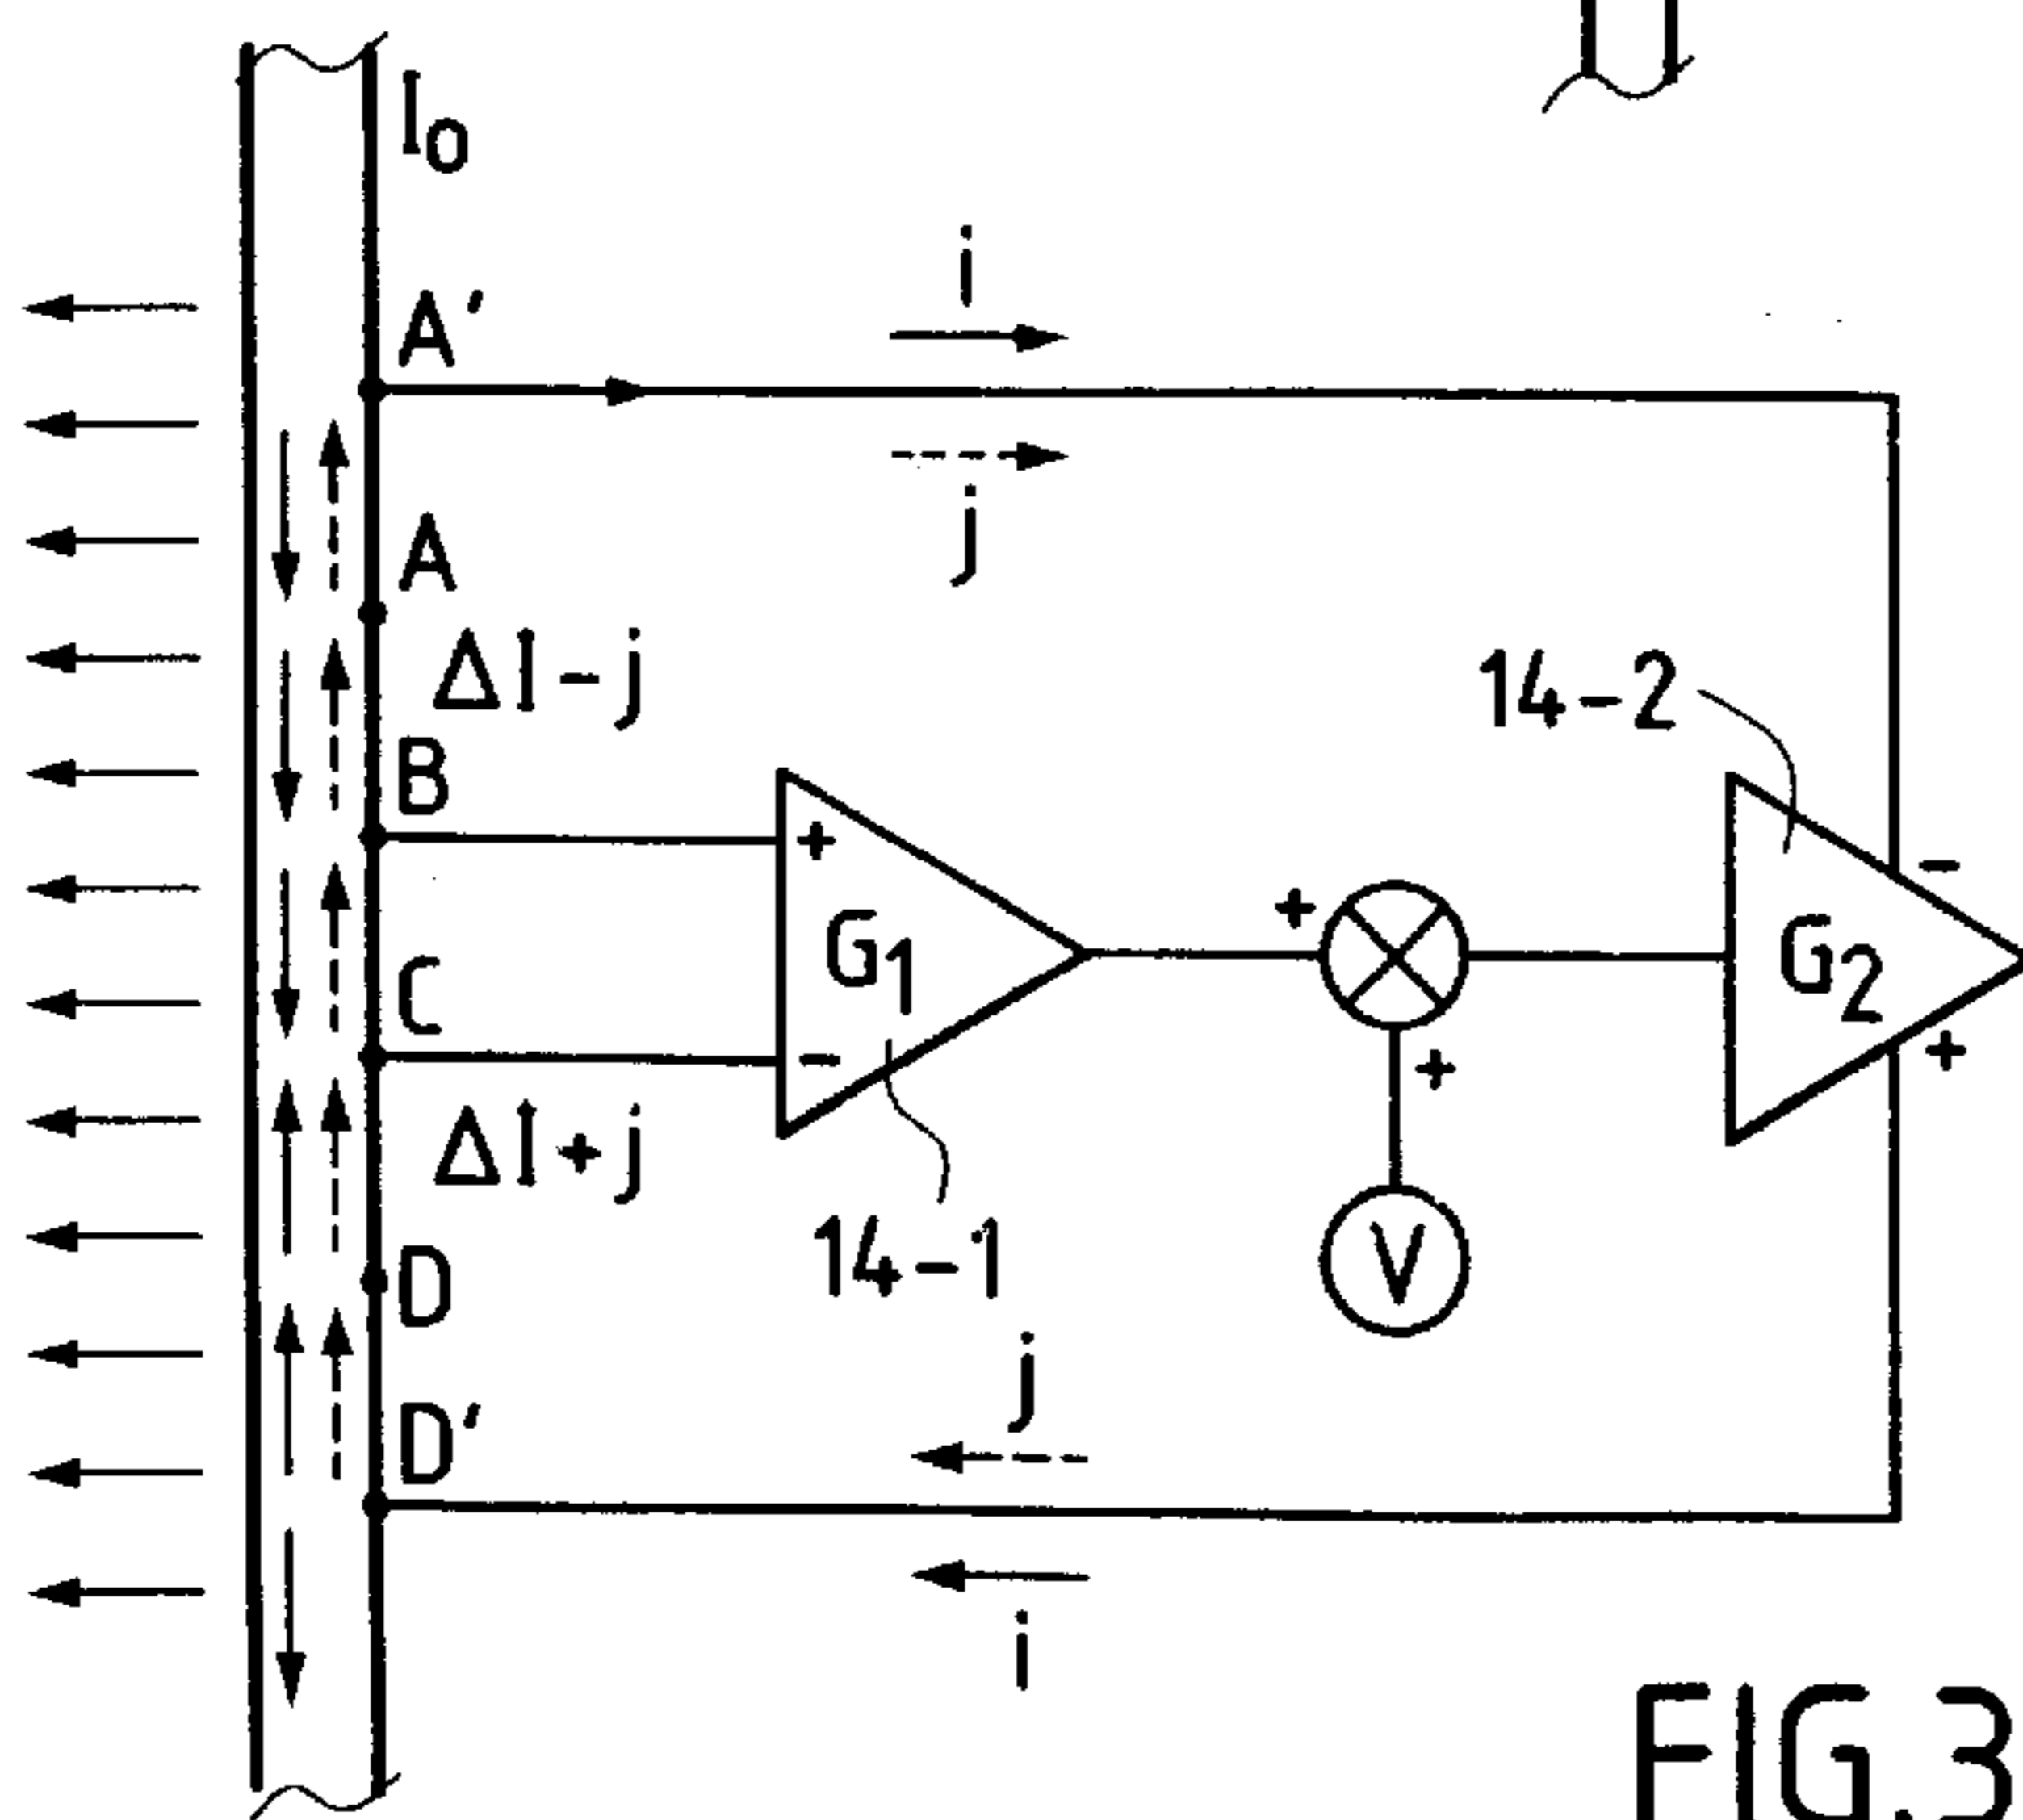 I0
i
A'
j
A
ΔI-j
14-2
B
+
-
G1
+
G2
C
-
+
+
ΔI+j
14-1
V
D
j
D'
i
FIG.3